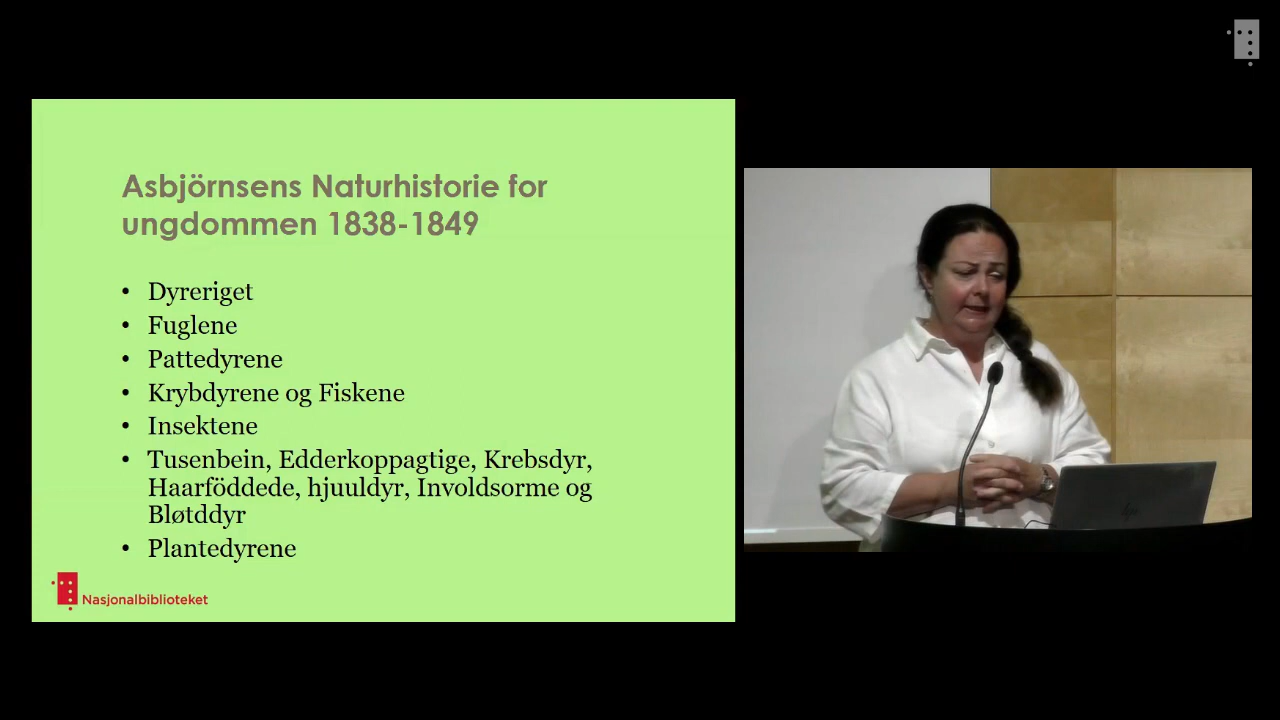 Asbjörnsens Naturhistorie for
ungdommen 1838-1849
• Dyreriget
• Fuglene
• Pattedyrene
• Krybdyrene og Fiskene
• Insektene
• Tusenbein, Edderkoppagtige, Krebsdyr,
Haarföddede, hjuuldyr, Involdsorme og
Bløtddyr
• Plantedyrene
Nasjonalbiblioteket